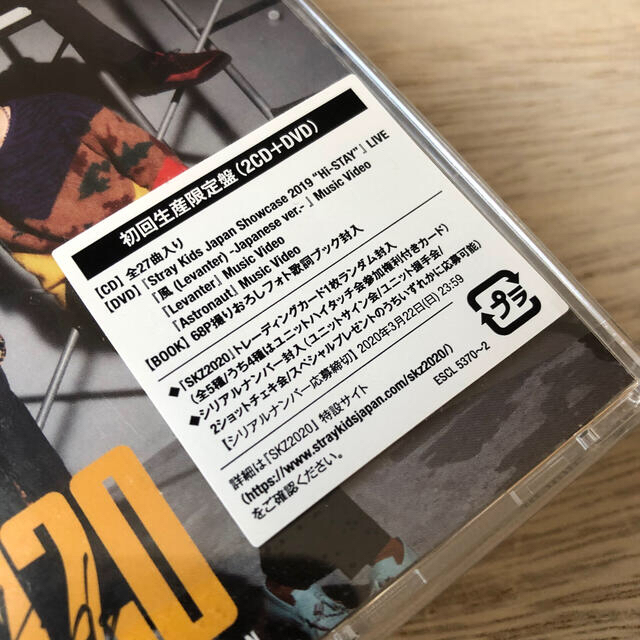 初回生産限定盤(2CD+DVD)
【CD】全27曲入り
【DVD】「Stray Kids Japan Showcase 2019 "Hi-STAY"」LIVE
『風 (Levanter) -Japanese ver.- 』Music Video
『Levanter』Music Video
『Astronaut』Music Video
【BOOK】68P撮りおろしフォト歌詞ブック封入
◆『SKZ2020』トレーディングカード1枚ランダム封入
(全5種/うち4種はユニットハイタッチ会参加権利付きカード)
◆シリアルナンバー封入(ユニットサイン会/ユニット握手会/
2ショットチェキ会/スペシャルプレゼントのうちいずれかに応募可能)
【シリアルナンバー応募締切】2020年3月22日(日) 23:59
詳細は『SKZ2020』特設サイト
(https://www.straykidsjapan.com/skz2020/)
をご確認ください。
プラ
ESCL 5370~2
20